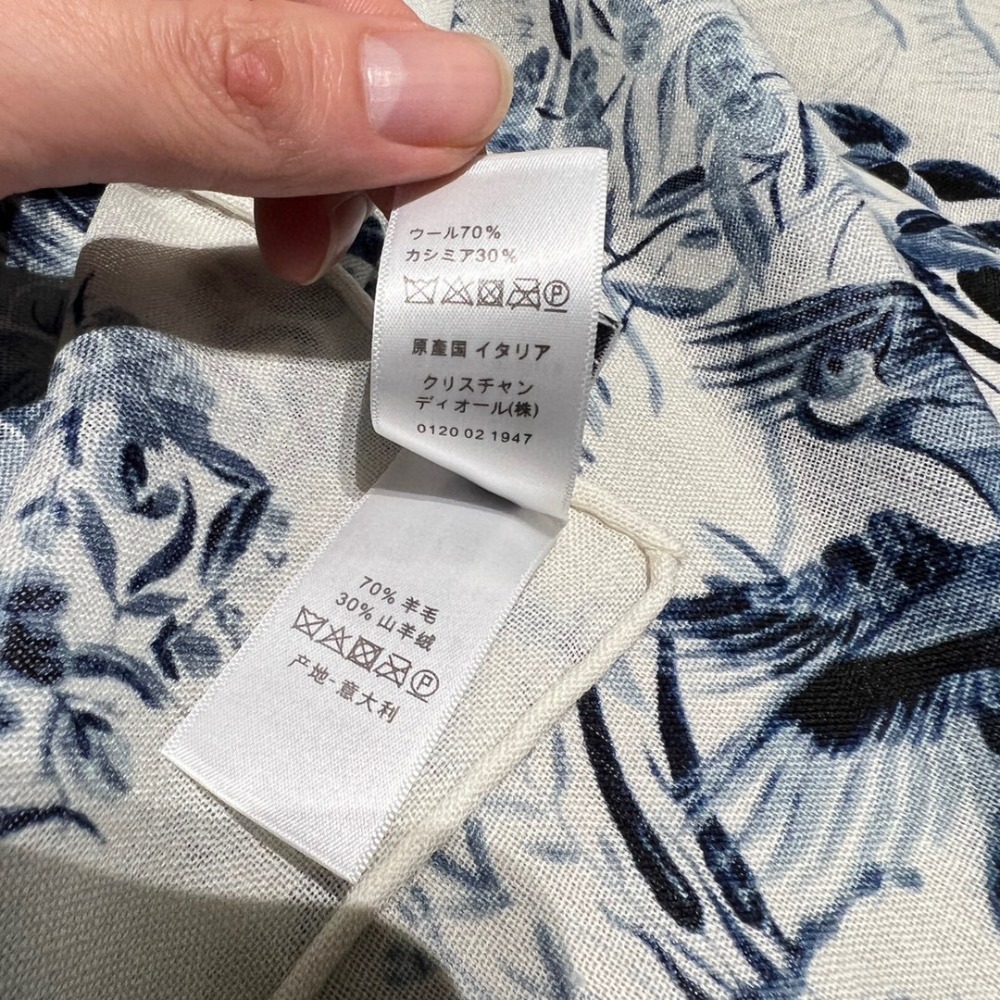 ウール70%
カシミア30%
P
原産国 イタリア
クリスチャン
ディオール(株)
0120 02 1947
70% 羊毛
30% 山羊绒
P
产地-意大利